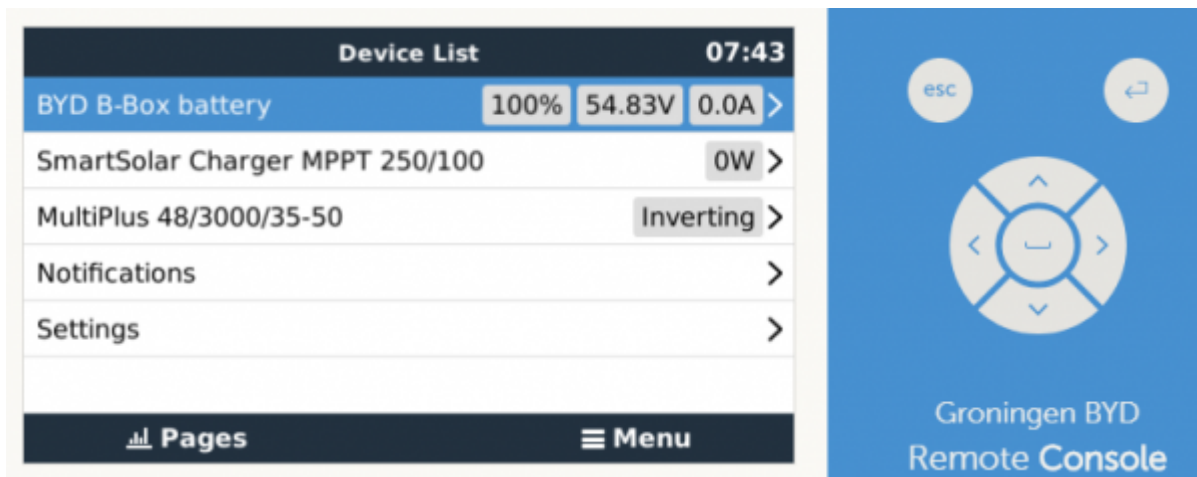 Device List 07:43
BYD B-Box battery 100% 54.83V 0.0A
SmartSolar Charger MPPT 250/100 0W
MultiPlus 48/3000/35-50 Inverting
Notifications
Settings
Pages Menu
esc
Groningen BYD
Remote Console